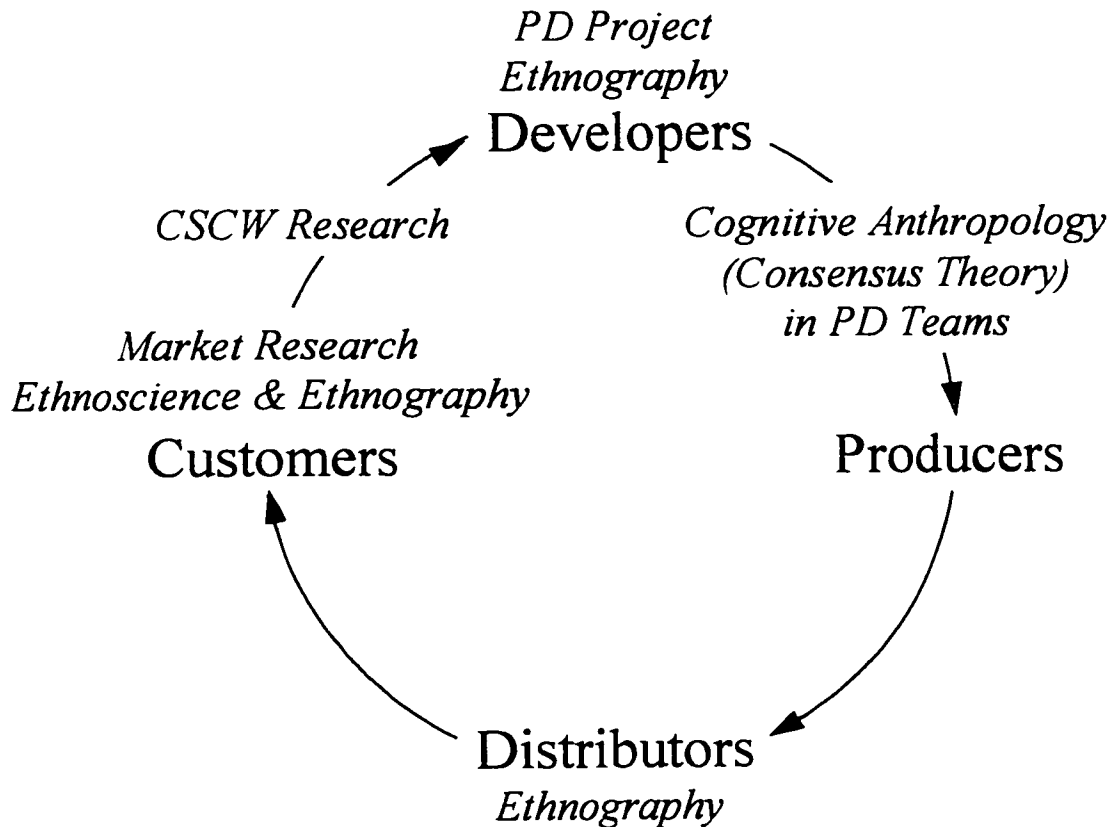 PD Project
Ethnography
Developers
CSCW Research
Cognitive Anthropology
(Consensus Theory)
in PD Teams
Market Research
Ethnoscience & Ethnography
Customers
Producers
Distributors
Ethnography